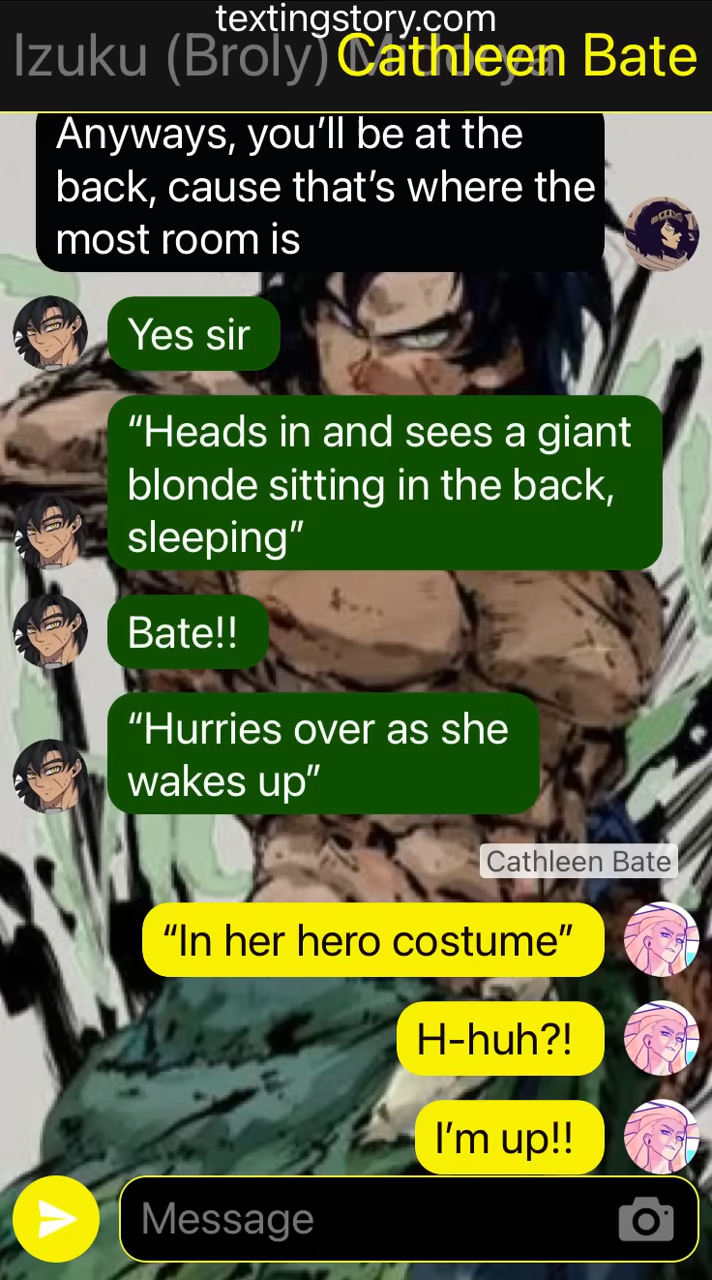 textingstory.com
Izuku (Broly) Cathleen Bate
Anyways, you’ll be at the
back, cause that’s where the
most room is
Yes sir
“Heads in and sees a giant
blonde sitting in the back,
sleeping”
Bate!!
“Hurries over as she
wakes up”
Cathleen Bate
“In her hero costume”
H-huh?!
I’m up!!
Message